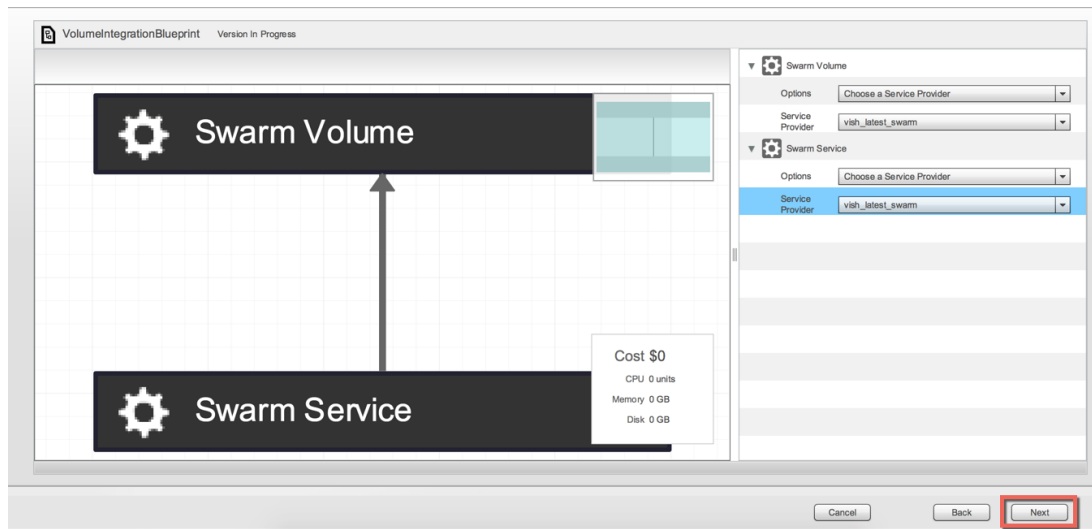 VolumeIntegrationBlueprint Version In Progress
Swarm Volume
Swarm Service
Cost $0
CPU 0 units
Memory 0 GB
Disk 0 GB
Swarm Volume
Options Choose a Service Provider
Service
Provider vish_latest_swarm
Swarm Service
Options Choose a Service Provider
Service
Provider vish_latest_swarm
Cancel Back Next